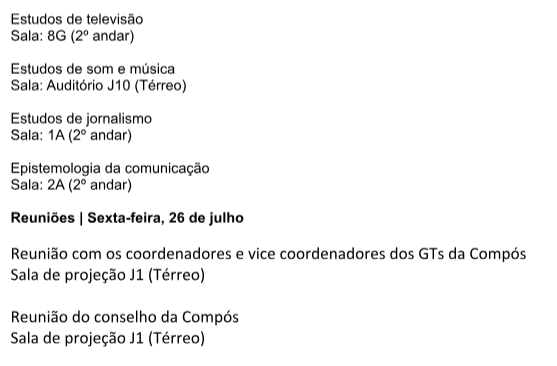 Estudos de televisão
Sala: 8G (2º andar)
Estudos de som e música
Sala: Auditório J10 (Térreo)
Estudos de jornalismo
Sala: 1A (2º andar)
Epistemologia da comunicação
Sala: 2A (2º andar)
Reuniões | Sexta-feira, 26 de julho
Reunião com os coordenadores e vice coordenadores dos GTs da Compós
Sala de projeção J1 (Térreo)
Reunião do conselho da Compós
Sala de projeção J1 (Térreo)